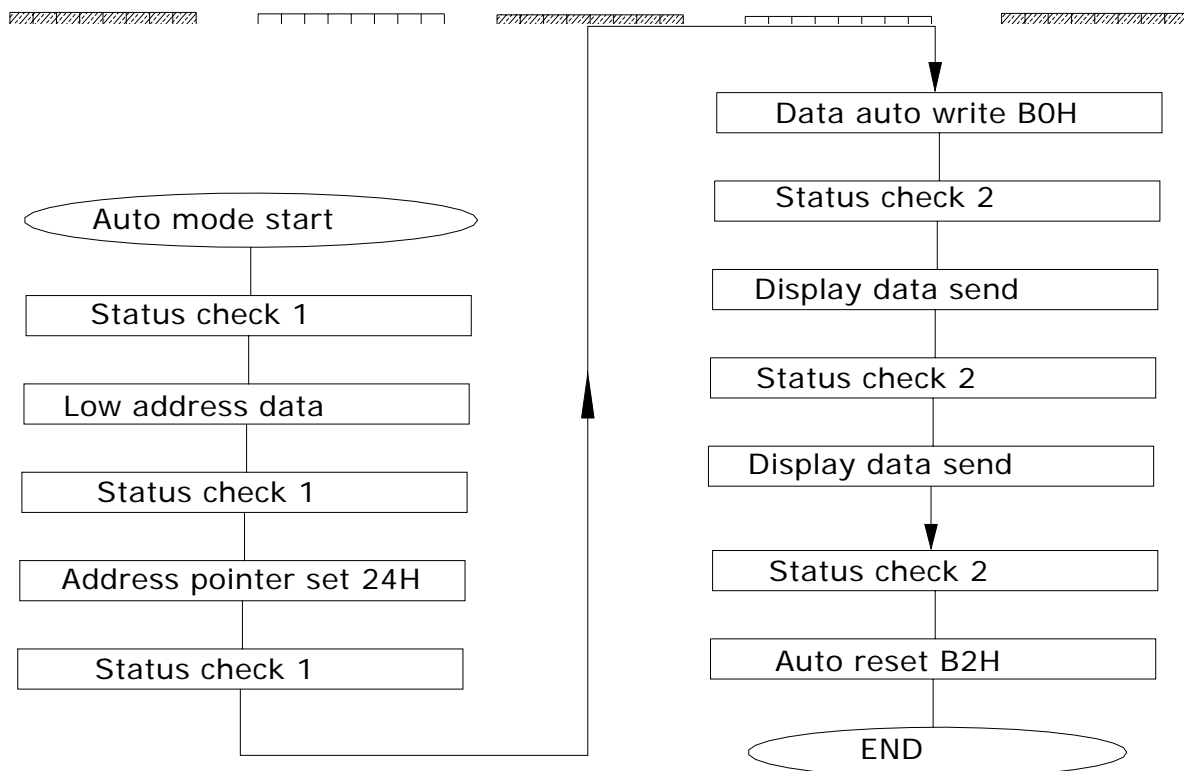 Auto mode start
Status check 1
Low address data
Status check 1
Address pointer set 24H
Status check 1
Data auto write B0H
Status check 2
Display data send
Status check 2
Display data send
Status check 2
Auto reset B2H
END